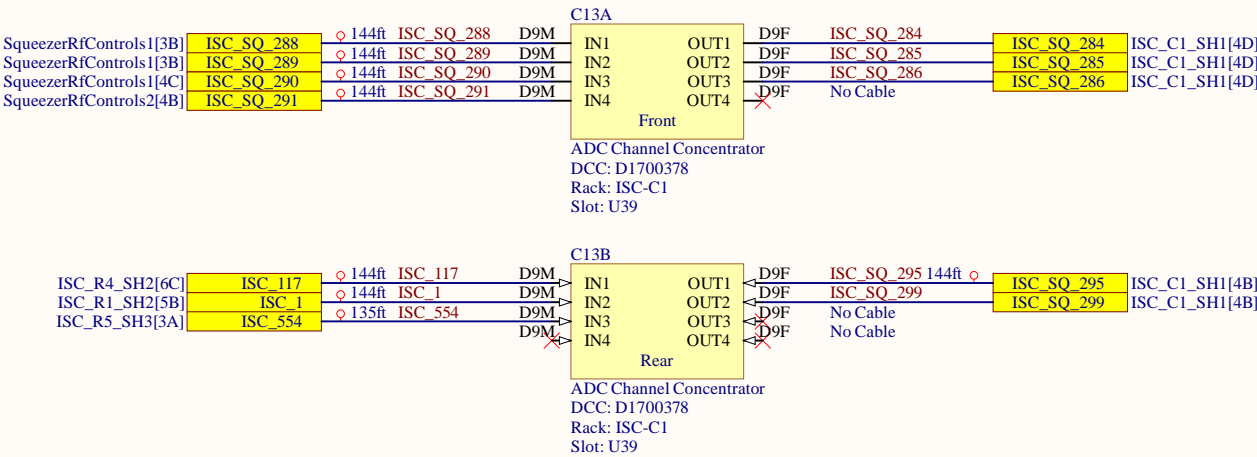 C13A
SqueezerRfControls1[3B] ISC_SQ_288 144ft ISC_SQ_288 D9M IN1 OUT1 D9F ISC_SQ_284 ISC_SQ_284 ISC_C1_SH1[4D]
SqueezerRfControls1[3B] ISC_SQ_289 144ft ISC_SQ_289 D9M IN2 OUT2 D9F ISC_SQ_285 ISC_SQ_285 ISC_C1_SH1[4D]
SqueezerRfControls1[4C] ISC_SQ_290 144ft ISC_SQ_290 D9M IN3 OUT3 D9F ISC_SQ_286 ISC_SQ_286 ISC_C1_SH1[4D]
SqueezerRfControls2[4B] ISC_SQ_291 144ft ISC_SQ_291 D9M IN4 OUT4 D9F No Cable
Front
ADC Channel Concentrator
DCC: D1700378
Rack: ISC-C1
Slot: U39
C13B
ISC_R4_SH2[6C] ISC_117 144ft ISC_117 D9M IN1 OUT1 D9F ISC_SQ_295 144ft ISC_SQ_295 ISC_C1_SH1[4B]
ISC_R1_SH2[5B] ISC_1 144ft ISC_1 D9M IN2 OUT2 D9F ISC_SQ_299 ISC_SQ_299 ISC_C1_SH1[4B]
ISC_R5_SH3[3A] ISC_554 135ft ISC_554 D9M IN3 OUT3 D9F No Cable
D9M IN4 OUT4 D9F No Cable
Rear
ADC Channel Concentrator
DCC: D1700378
Rack: ISC-C1
Slot: U39